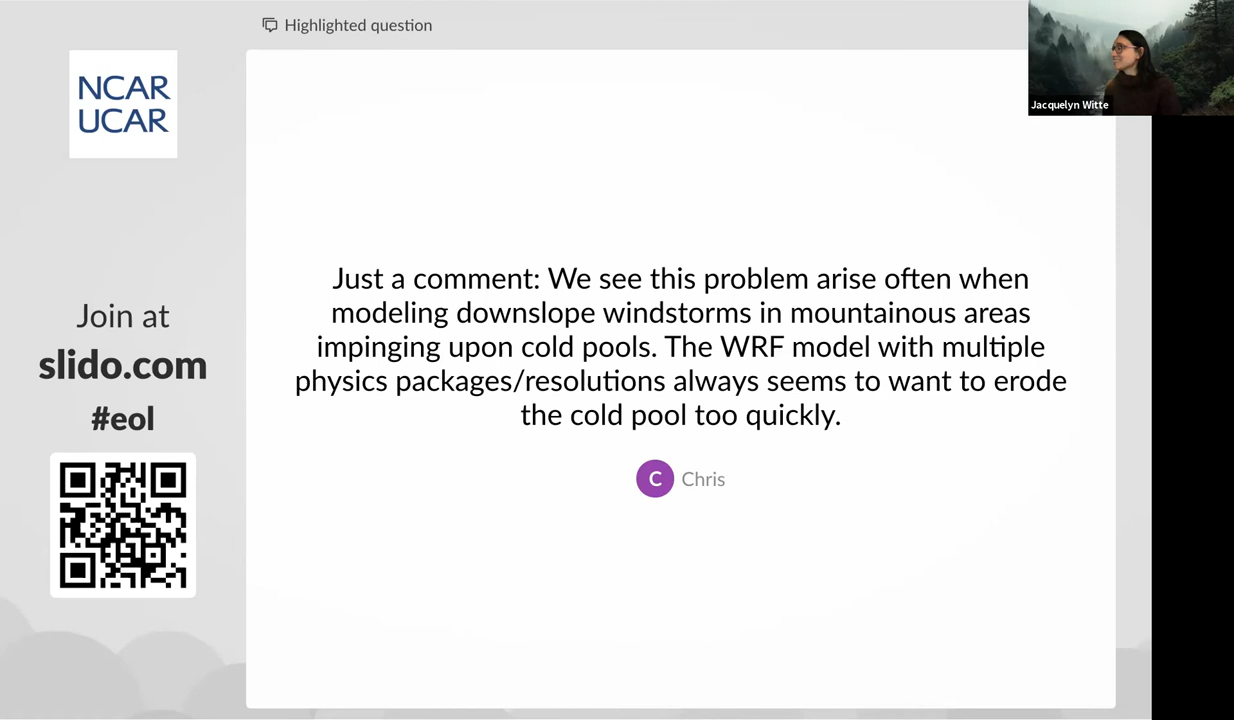 Highlighted question
NCAR
UCAR
Jacquelyn Witte
Just a comment: We see this problem arise often when
modeling downslope windstorms in mountainous areas
impinging upon cold pools. The WRF model with multiple
physics packages/resolutions always seems to want to erode
the cold pool too quickly.
C Chris
Join at
slido.com
#eol